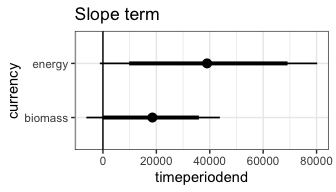 Slope term
currency
energy
biomass
0 20000 40000 60000 80000
timeperiodend